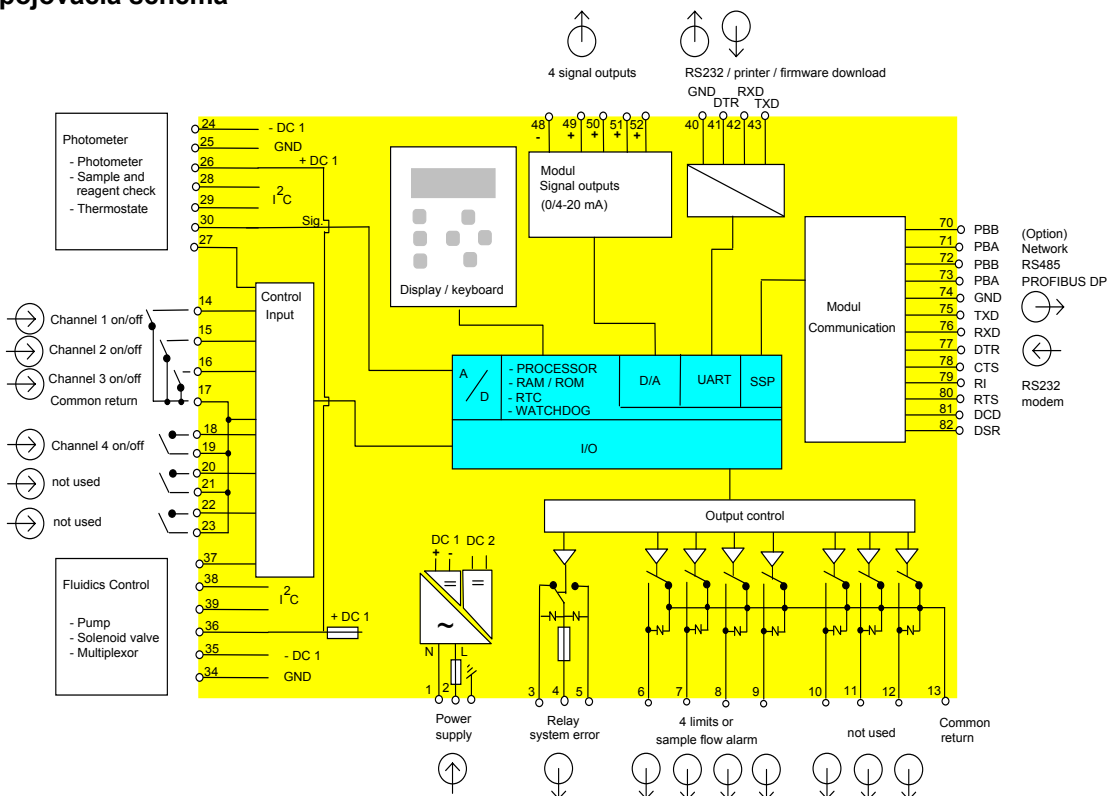 4 signal outputs
RS232 / printer / firmware download
GND RXD
DTR TXD
48 49 50 51 52
- + + + +
40 41 42 43
Photometer
- Photometer
- Sample and
reagent check
- Thermostate
24 - DC 1
25 GND
26 + DC 1
28
I2C
29
30 Sig.
27
Display / keyboard
Modul
Signal outputs
(0/4-20 mA)
Modul
Communication
70 PBB
71 PBA
72 PBB
73 PBA
74 GND
75 TXD
76 RXD
77 DTR
78 CTS
79 RI
80 RTS
81 DCD
82 DSR
(Option)
Network
RS485
PROFIBUS DP
RS232
modem
Control
Input
Channel 1 on/off
Channel 2 on/off
Channel 3 on/off
Common return
Channel 4 on/off
not used
not used
14
15
16
17
18
19
20
21
22
23
A/D
- PROCESSOR
- RAM / ROM
- RTC
- WATCHDOG
D/A
UART
SSP
I/O
Output control
Fluidics Control
- Pump
- Solenoid valve
- Multiplexor
37
38
I2C
39
36 + DC 1
35 - DC 1
34 GND
DC 1 DC 2
+ -
=
=
~
N L
N N
N N N N N N N
1 2
3 4 5
6 7 8 9
10 11 12 13
Power
supply
Relay
system error
4 limits or
sample flow alarm
not used
Common
return